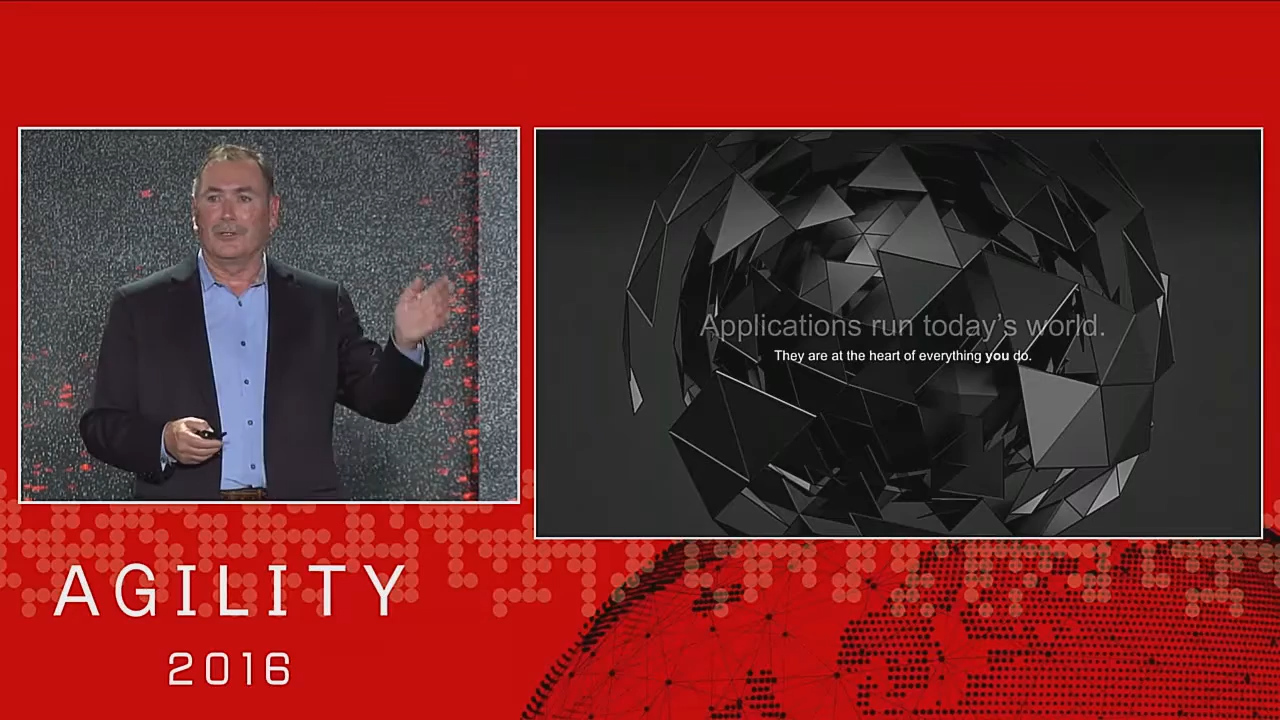 Applications run today's world.
They are at the heart of everything you do.
AGILITY
2016